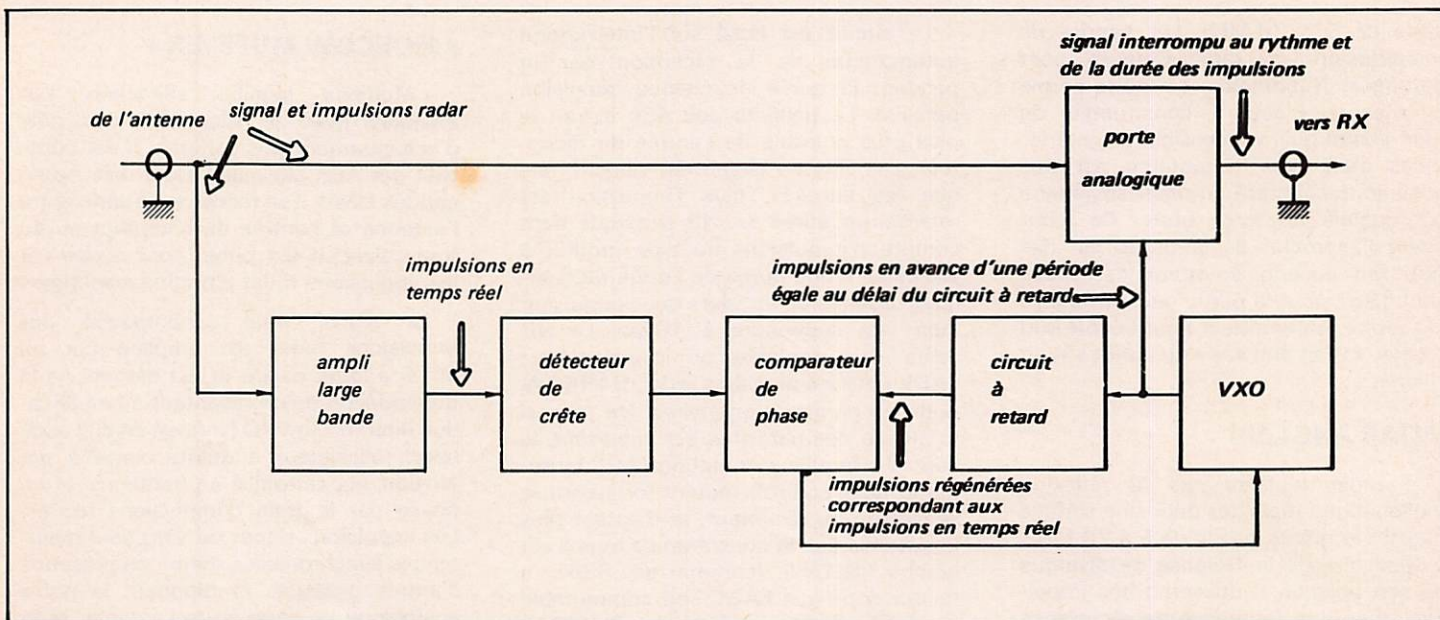 signal interrompu au rythme et
de la durée des impulsions
de l'antenne
signal et impulsions radar
porte
analogique
vers RX
impulsions en
temps réel
impulsions en avance d'une période
égale au délai du circuit à retard
ampli
large
bande
détecteur
de
crête
comparateur
de
phase
circuit
à
retard
VXO
impulsions régénérées
correspondant aux
impulsions en temps réel